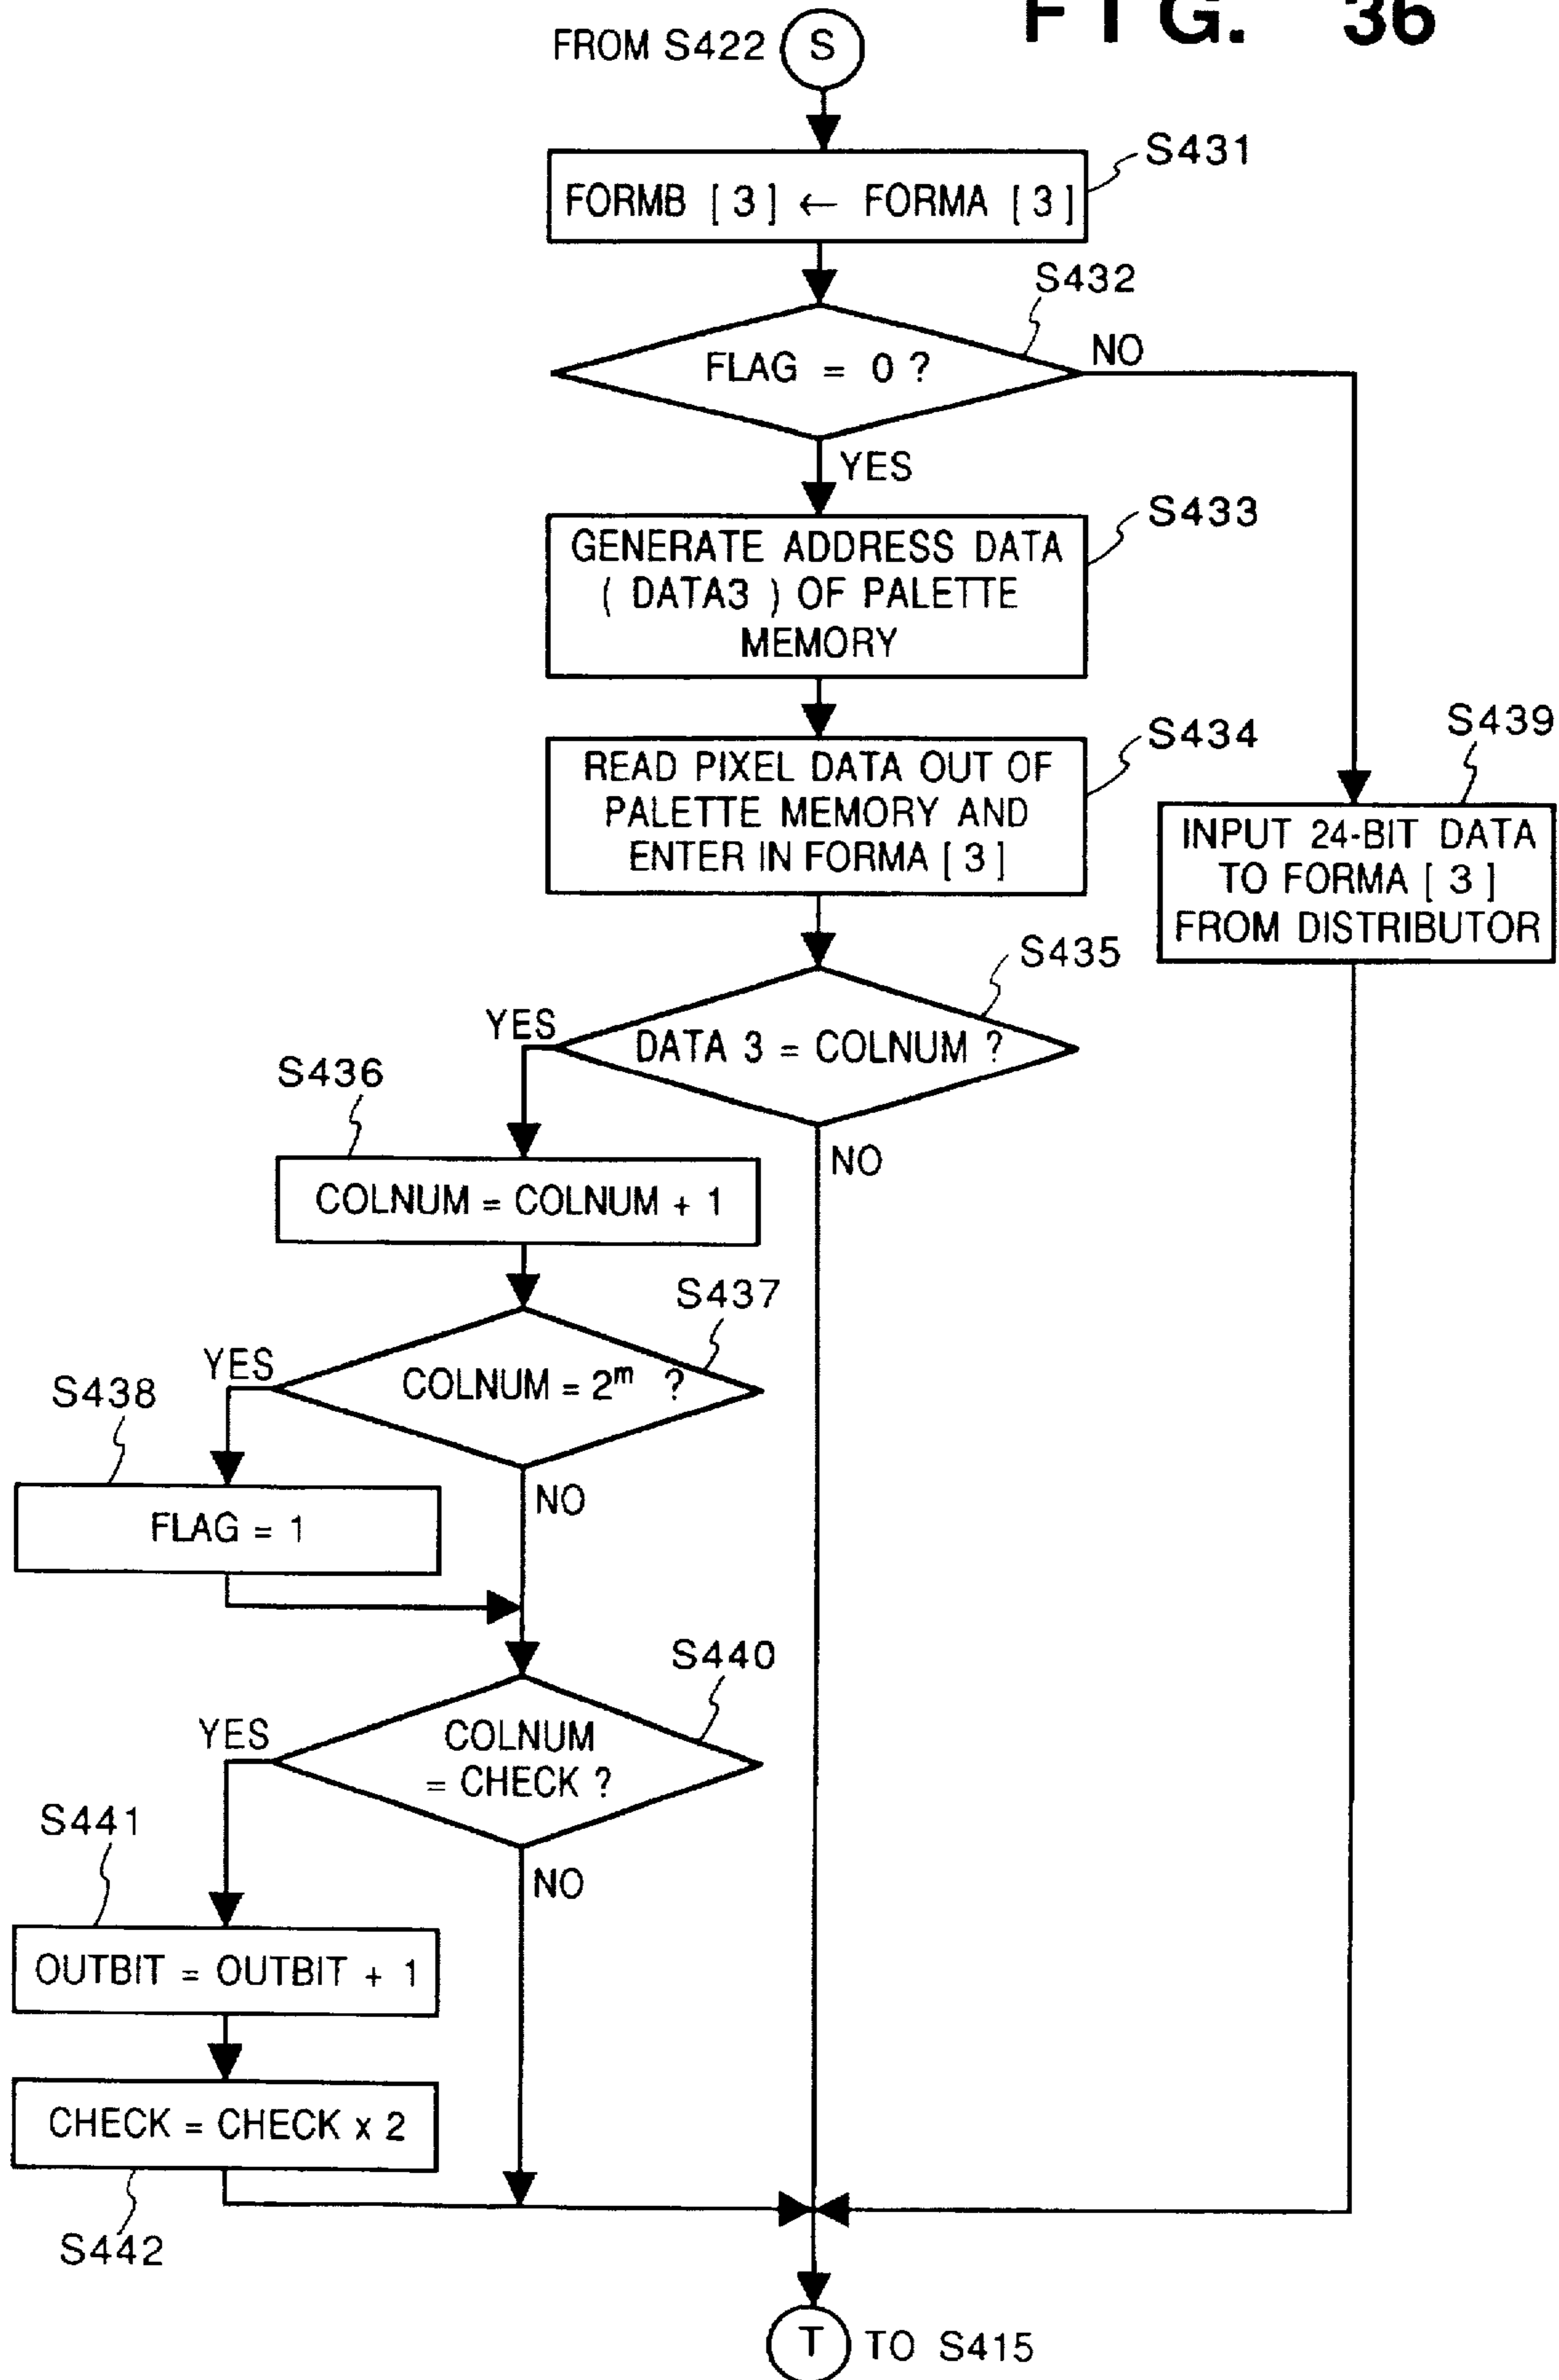 FIG. 36
FROM S422 S
S431
FORMB [ 3 ] ← FORMA [ 3 ]
S432
FLAG = 0 ?
NO
YES
S433
GENERATE ADDRESS DATA
( DATA3 ) OF PALETTE
MEMORY
S434
READ PIXEL DATA OUT OF
PALETTE MEMORY AND
ENTER IN FORMA [ 3 ]
S439
INPUT 24-BIT DATA
TO FORMA [ 3 ]
FROM DISTRIBUTOR
S435
DATA 3 = COLNUM ?
YES
NO
S436
COLNUM = COLNUM + 1
S437
COLNUM = 2^m ?
YES
NO
S438
FLAG = 1
S440
COLNUM
= CHECK ?
YES
NO
S441
OUTBIT = OUTBIT + 1
CHECK = CHECK x 2
S442
T TO S415